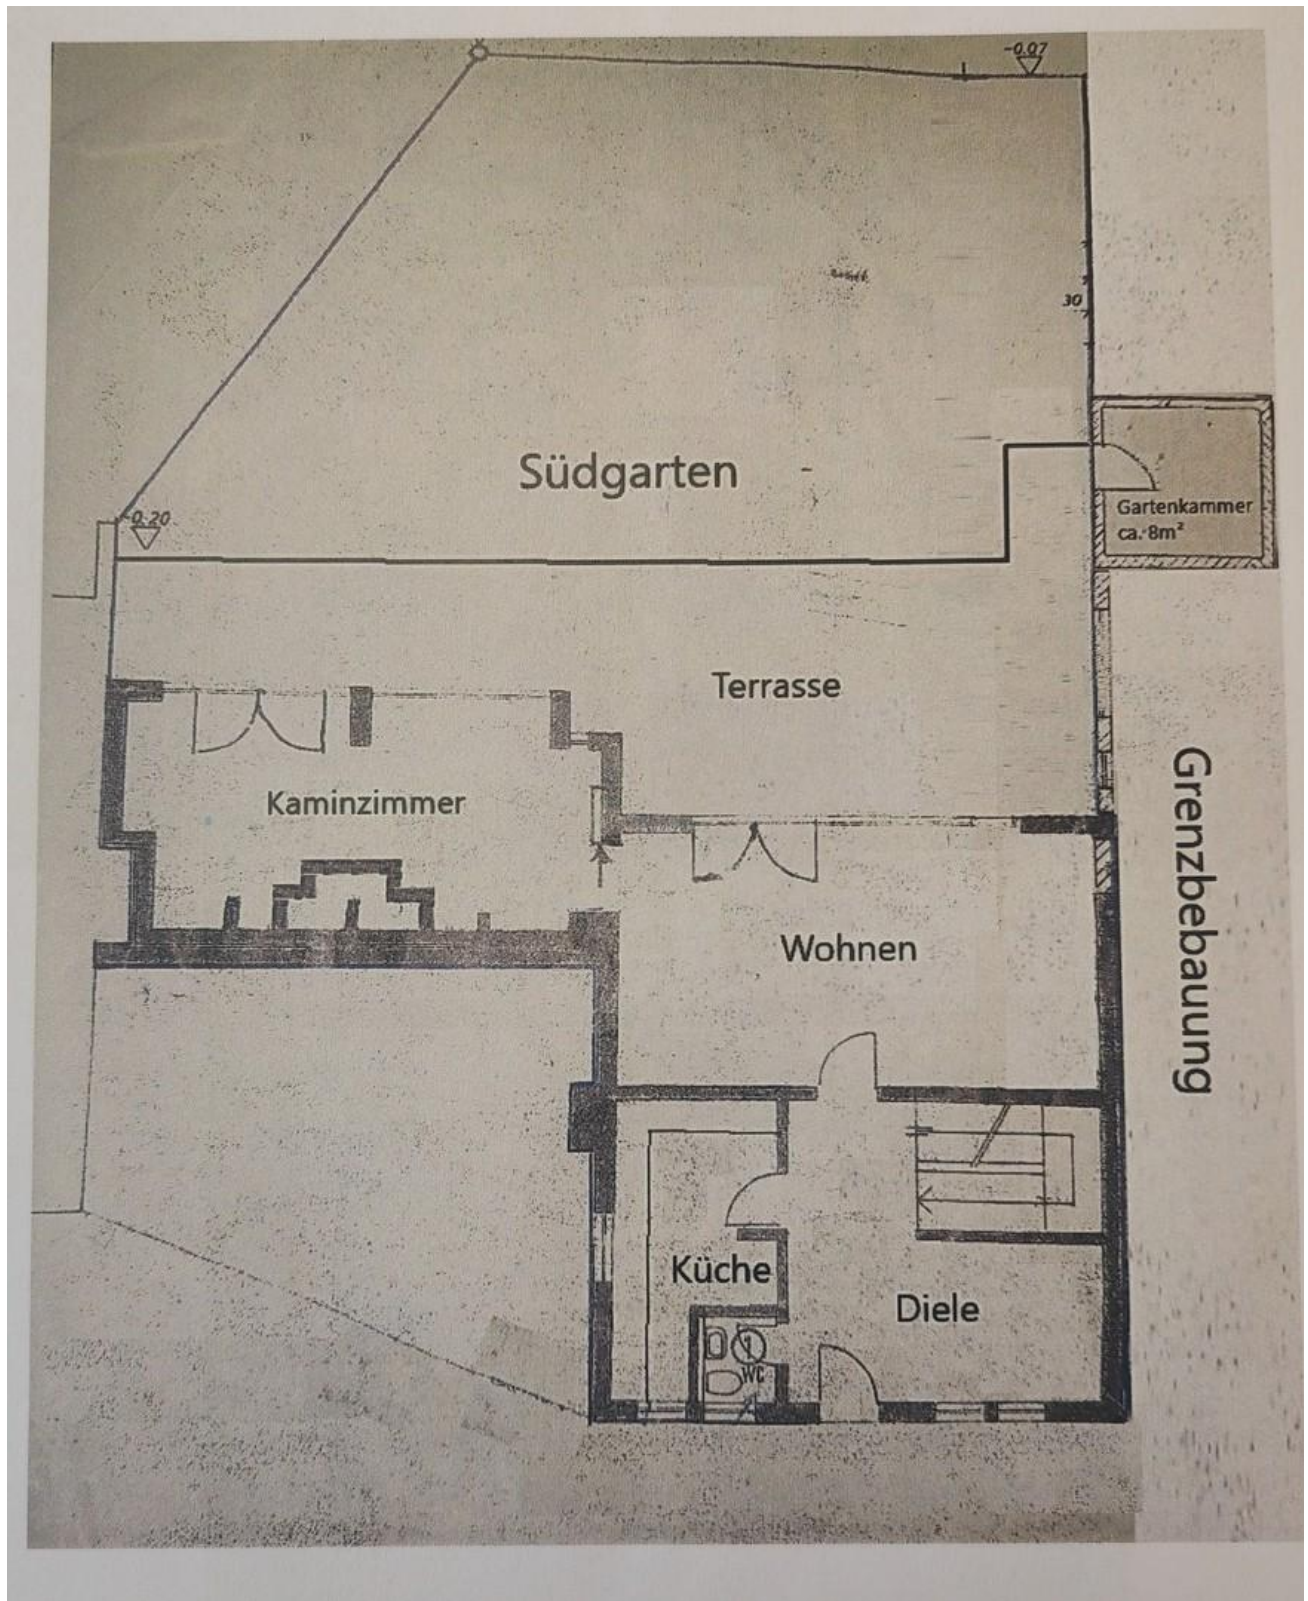 -0.07
30
Südgarten
-0.20
Gartenkammer
ca. 8m²
Terrasse
Kaminzimmer
Grenzbebauung
Wohnen
Küche
Diele
1
WC